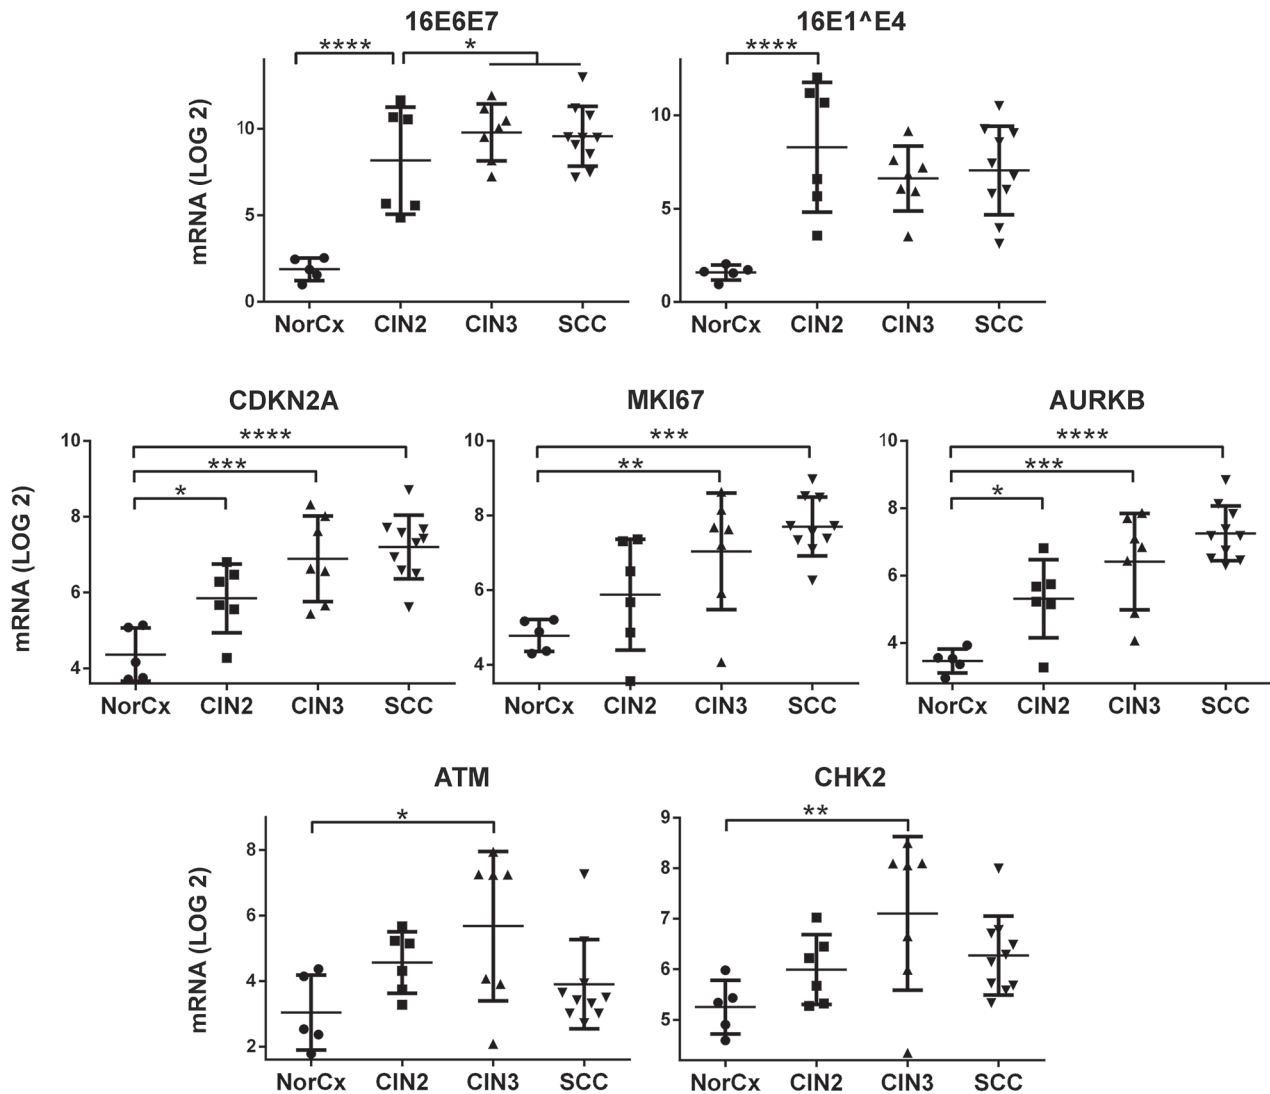 16E6E7 16E1^E4
**** * ****
mRNA (LOG 2)
10 10
5 5
0 0
NorCx CIN2 CIN3 SCC NorCx CIN2 CIN3 SCC
CDKN2A MKI67 AURKB
**** *** ****
*** ** ***
* *
mRNA (LOG 2)
10 10 10
8 8 8
6 6 6
4 4 4
NorCx CIN2 CIN3 SCC NorCx CIN2 CIN3 SCC NorCx CIN2 CIN3 SCC
ATM CHK2
* **
mRNA (LOG 2)
9
8 8
7
6 6
4 5
2
NorCx CIN2 CIN3 SCC NorCx CIN2 CIN3 SCC